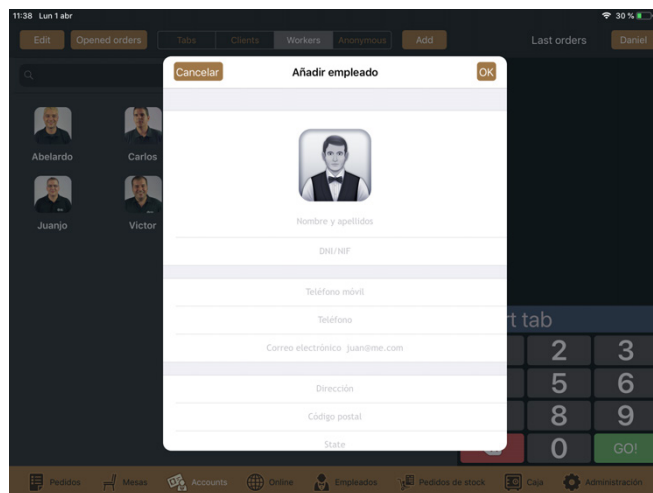 11:38 Lun 1 abr 30 %
Edit Opened orders Tabs Clients Workers Anonymous Add Last orders Daniel
Cancelar Añadir empleado OK
Abelardo Carlos
Juanjo Victor
Nombre y apellidos
DNI/NIF
Teléfono móvil
Teléfono
Correo electrónico juan@me.com
Dirección
Código postal
State
tab
2 3
5 6
8 9
0 GO!
Pedidos Mesas Accounts Online Empleados Pedidos de stock Caja Administración